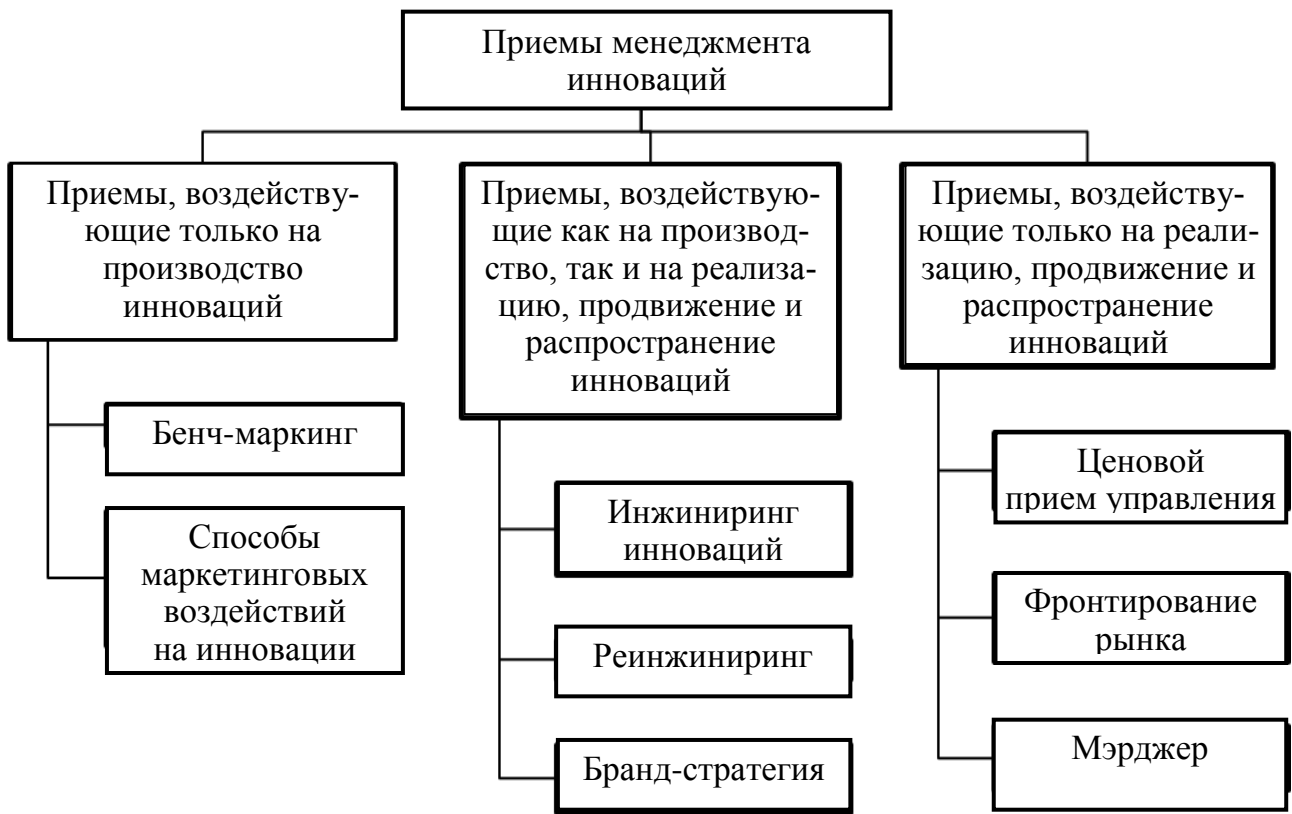 Приемы менеджмента
инноваций
Приемы, воздейству-
ющие только на
производство
инноваций
Бенч-маркинг
Способы
маркетинговых
воздействий
на инновации
Приемы, воздействую-
щие как на производ-
ство, так и на реализа-
цию, продвижение и
распространение
инноваций
Инжиниринг
инноваций
Реинжиниринг
Бранд-стратегия
Приемы, воздейству-
ющие только на реали-
зацию, продвижение и
распространение
инноваций
Ценовой
прием управления
Фронтирование
рынка
Мэрджер